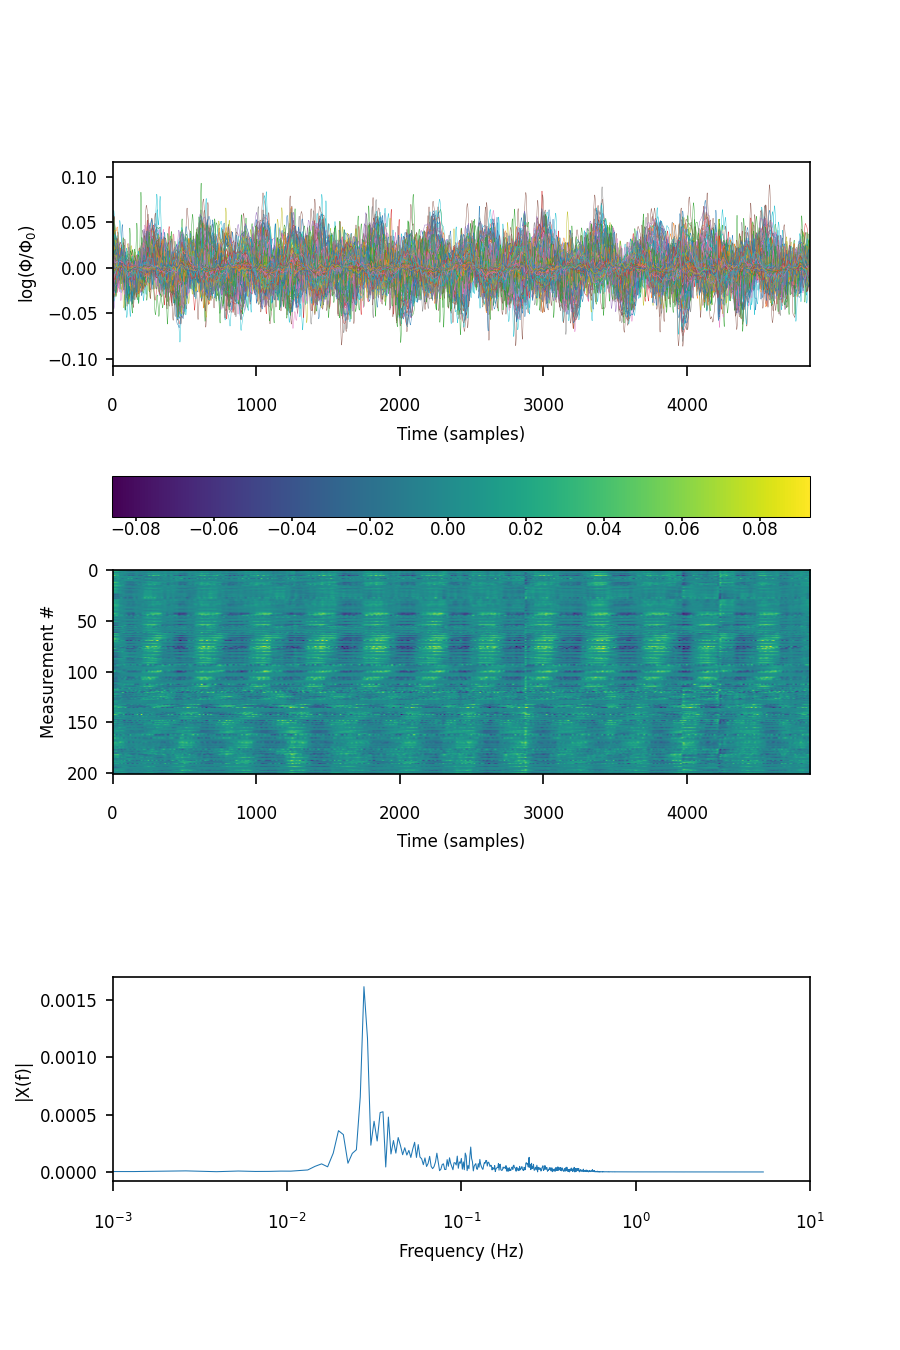 0.10
0.05
0.00
−0.05
−0.10
log(Φ/Φ₀)
0 1000 2000 3000 4000
Time (samples)
−0.08 −0.06 −0.04 −0.02 0.00 0.02 0.04 0.06 0.08
0
50
100
150
200
Measurement #
0 1000 2000 3000 4000
Time (samples)
0.0015
0.0010
0.0005
0.0000
|X(f)|
10⁻³ 10⁻² 10⁻¹ 10⁰ 10¹
Frequency (Hz)